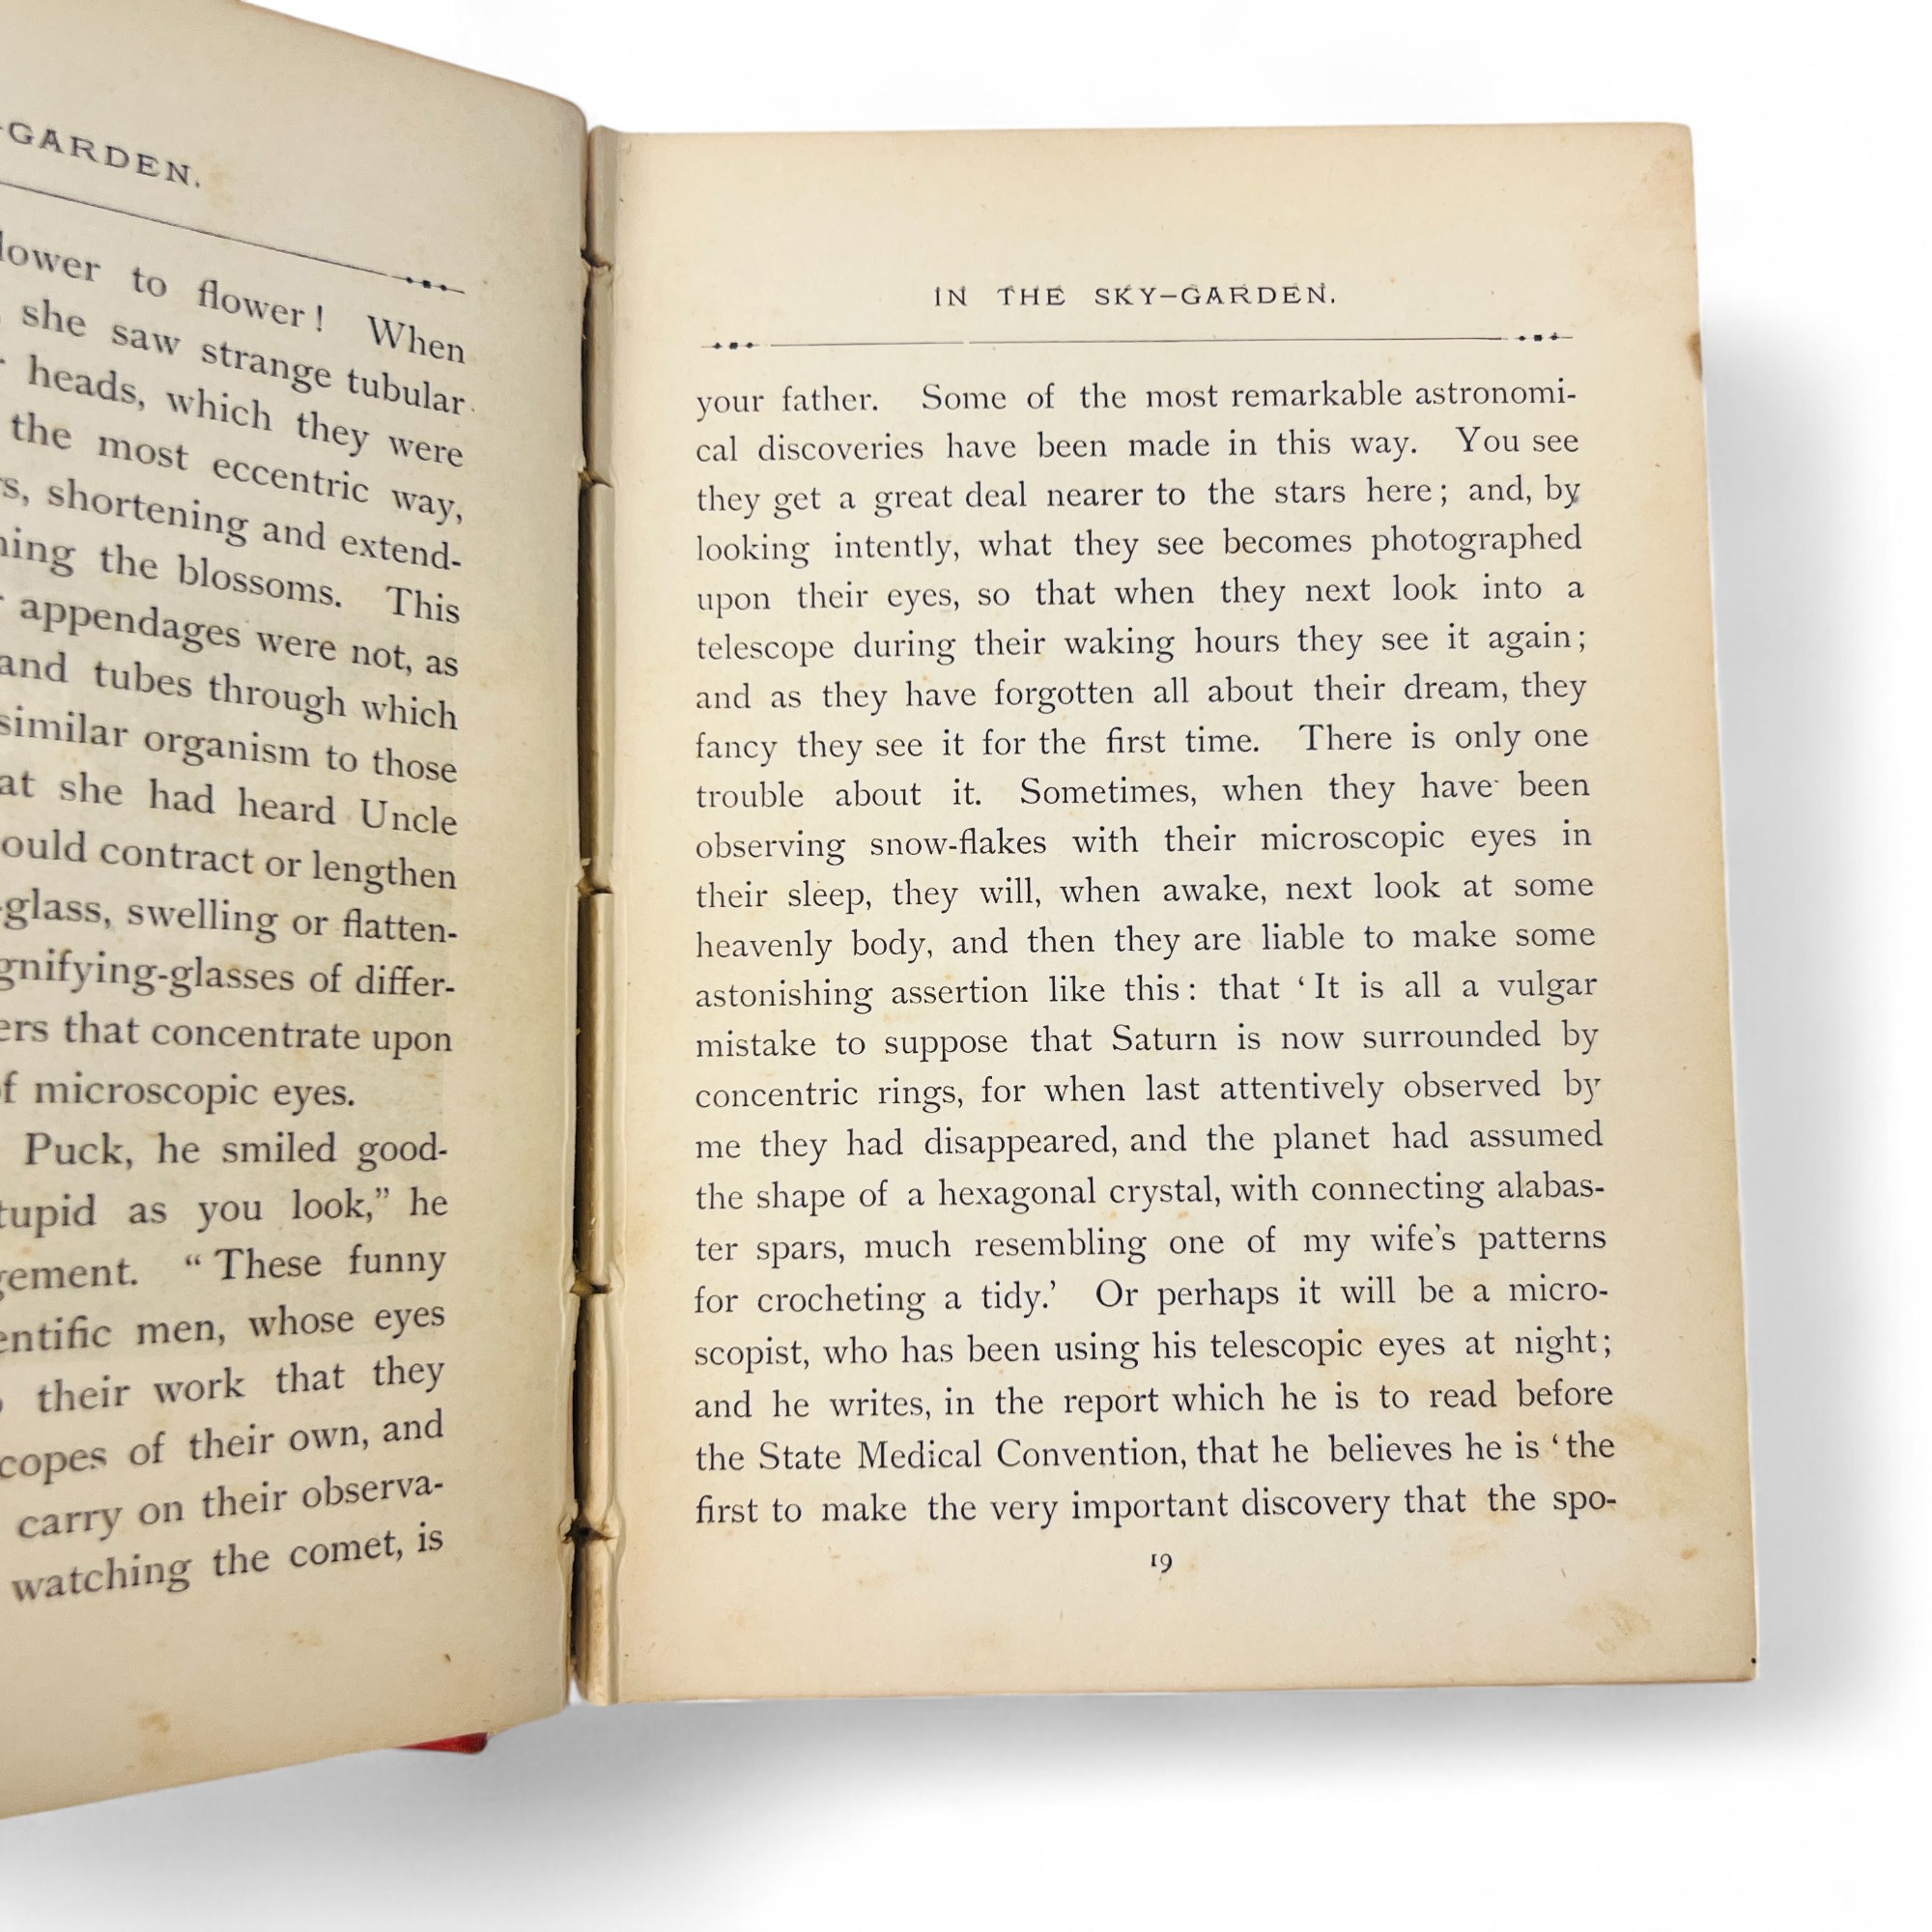 -GARDEN.
to flower! When
she saw strange tubular
heads, which they were
the most eccentric way,
shortening and extend-
the blossoms. This
appendages were not, as
and tubes through which
similar organism to those
she had heard Uncle
contract or lengthen
-glass, swelling or flatten-
of differ-
that concentrate upon
microscopic eyes.
Puck, he smiled good-
as you look,” he
“These funny
men, whose eyes
their work that they
of their own, and
carry on their observa-
watching the comet, is
IN THE SKY-GARDEN.
your father. Some of the most remarkable astronomi-
cal discoveries have been made in this way. You see
they get a great deal nearer to the stars here; and, by
looking intently, what they see becomes photographed
upon their eyes, so that when they next look into a
telescope during their waking hours they see it again;
and as they have forgotten all about their dream, they
fancy they see it for the first time. There is only one
trouble about it. Sometimes, when they have been
observing snow-flakes with their microscopic eyes in
their sleep, they will, when awake, next look at some
heavenly body, and then they are liable to make some
astonishing assertion like this: that ‘It is all a vulgar
mistake to suppose that Saturn is now surrounded by
concentric rings, for when last attentively observed by
me they had disappeared, and the planet had assumed
the shape of a hexagonal crystal, with connecting alabas-
ter spars, much resembling one of my wife's patterns
for crocheting a tidy.’ Or perhaps it will be a micro-
scopist, who has been using his telescopic eyes at night;
and he writes, in the report which he is to read before
the State Medical Convention, that he believes he is ‘the
first to make the very important discovery that the spo-
19